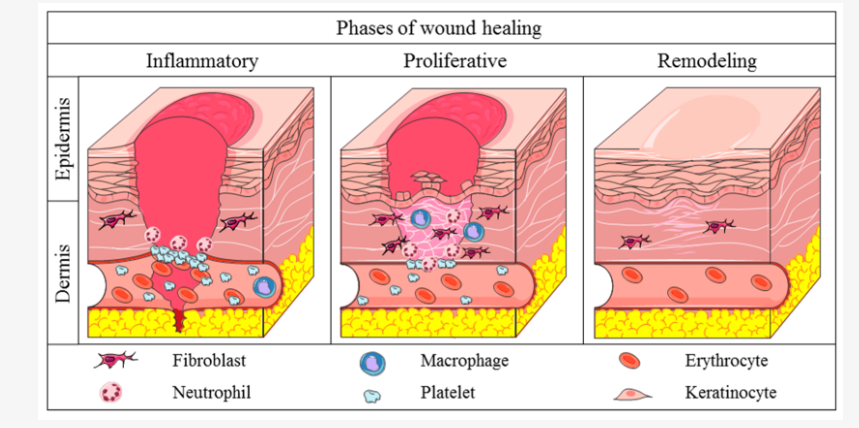 Phases of wound healing
Inflammatory Proliferative Remodeling
Epidermis
Dermis
Fibroblast Macrophage Erythrocyte
Neutrophil Platelet Keratinocyte